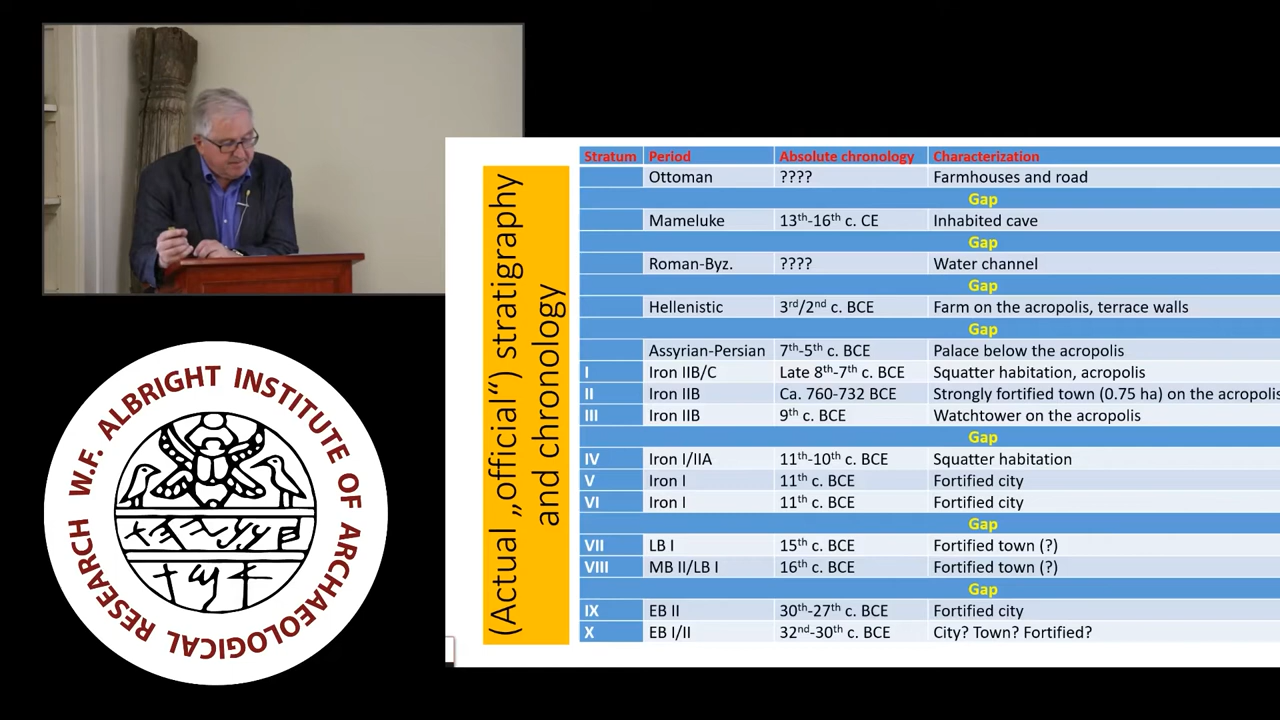 (Actual „official“) stratigraphy
and chronology
Stratum Period Absolute chronology Characterization
Ottoman ???? Farmhouses and road
Gap
Mameluke 13th-16th c. CE Inhabited cave
Gap
Roman-Byz. ???? Water channel
Gap
Hellenistic 3rd/2nd c. BCE Farm on the acropolis, terrace walls
Gap
Assyrian-Persian 7th-5th c. BCE Palace below the acropolis
I Iron IIB/C Late 8th-7th c. BCE Squatter habitation, acropolis
II Iron IIB Ca. 760-732 BCE Strongly fortified town (0.75 ha) on the acropolis
III Iron IIB 9th c. BCE Watchtower on the acropolis
Gap
IV Iron I/IIA 11th-10th c. BCE Squatter habitation
V Iron I 11th c. BCE Fortified city
VI Iron I 11th c. BCE Fortified city
Gap
VII LB I 15th c. BCE Fortified town (?)
VIII MB II/LB I 16th c. BCE Fortified town (?)
Gap
IX EB II 30th-27th c. BCE Fortified city
X EB I/II 32nd-30th c. BCE City? Town? Fortified?
W.F. ALBRIGHT INSTITUTE OF ARCHAEOLOGICAL RESEARCH